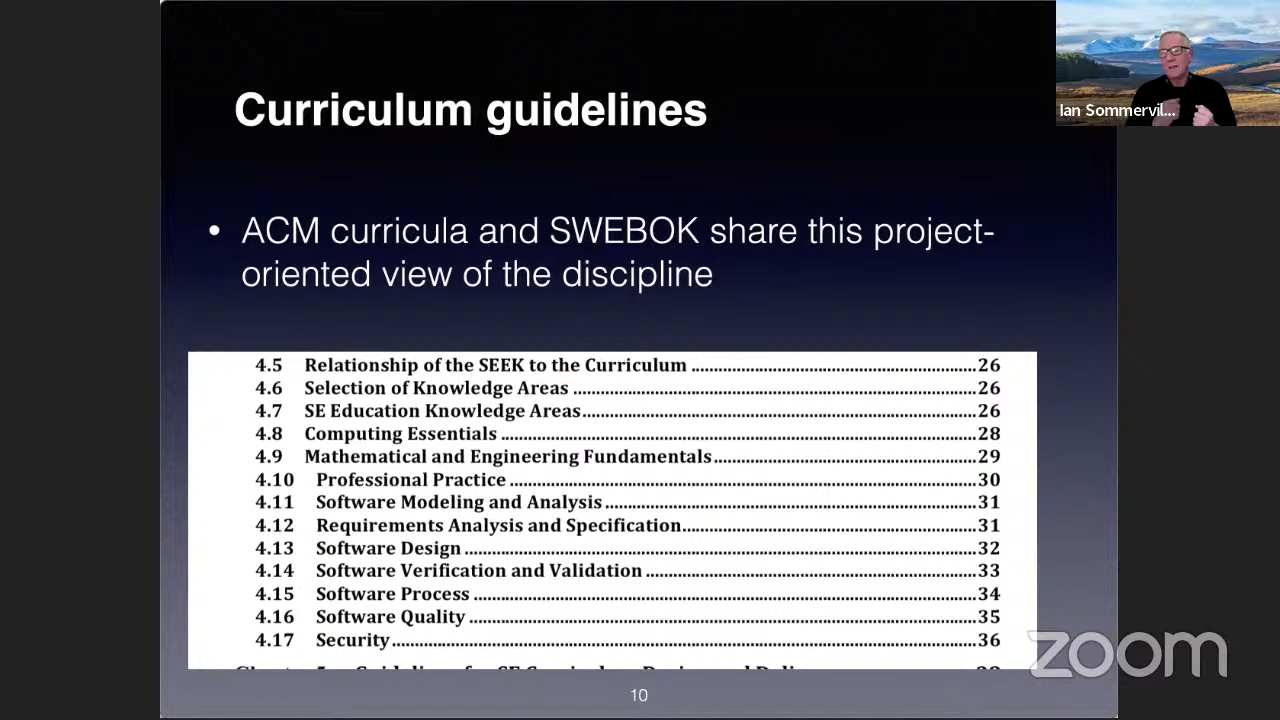 Curriculum guidelines
Ian Sommervil...
• ACM curricula and SWEBOK share this project-
oriented view of the discipline
4.5 Relationship of the SEEK to the Curriculum ........ 26
4.6 Selection of Knowledge Areas ........ 26
4.7 SE Education Knowledge Areas ........ 26
4.8 Computing Essentials ........ 28
4.9 Mathematical and Engineering Fundamentals ........ 29
4.10 Professional Practice ........ 30
4.11 Software Modeling and Analysis ........ 31
4.12 Requirements Analysis and Specification ........ 31
4.13 Software Design ........ 32
4.14 Software Verification and Validation ........ 33
4.15 Software Process ........ 34
4.16 Software Quality ........ 35
4.17 Security ........ 36
zoom
10